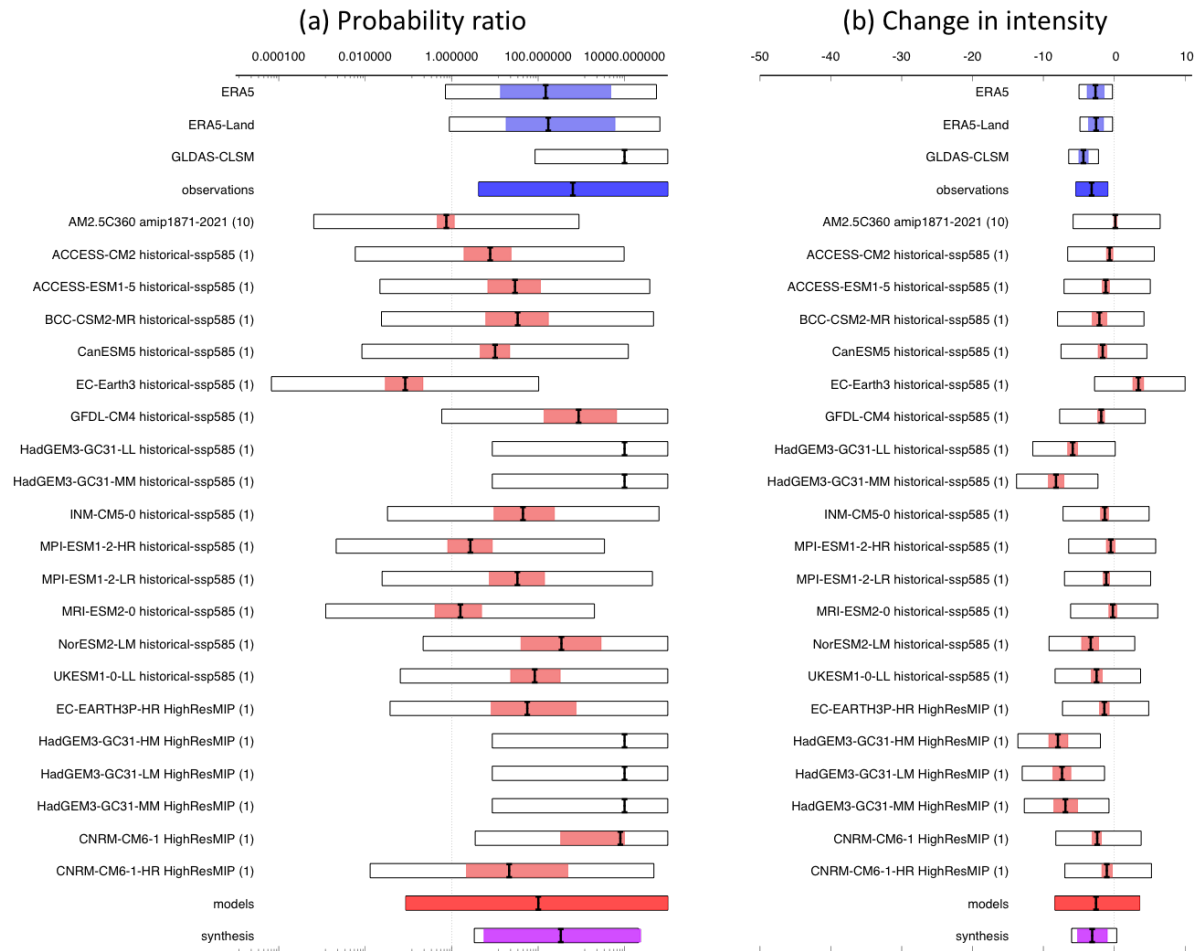 (a) Probability ratio
(b) Change in intensity
0.000100 0.010000 1.000000 100.000000 10000.000000
-50 -40 -30 -20 -10 0 10
ERA5 ERA5
ERA5-Land ERA5-Land
GLDAS-CLSM GLDAS-CLSM
observations observations
AM2.5C360 amip1871-2021 (10) AM2.5C360 amip1871-2021 (10)
ACCESS-CM2 historical-ssp585 (1) ACCESS-CM2 historical-ssp585 (1)
ACCESS-ESM1-5 historical-ssp585 (1) ACCESS-ESM1-5 historical-ssp585 (1)
BCC-CSM2-MR historical-ssp585 (1) BCC-CSM2-MR historical-ssp585 (1)
CanESM5 historical-ssp585 (1) CanESM5 historical-ssp585 (1)
EC-Earth3 historical-ssp585 (1) EC-Earth3 historical-ssp585 (1)
GFDL-CM4 historical-ssp585 (1) GFDL-CM4 historical-ssp585 (1)
HadGEM3-GC31-LL historical-ssp585 (1) HadGEM3-GC31-LL historical-ssp585 (1)
HadGEM3-GC31-MM historical-ssp585 (1) HadGEM3-GC31-MM historical-ssp585 (1)
INM-CM5-0 historical-ssp585 (1) INM-CM5-0 historical-ssp585 (1)
MPI-ESM1-2-HR historical-ssp585 (1) MPI-ESM1-2-HR historical-ssp585 (1)
MPI-ESM1-2-LR historical-ssp585 (1) MPI-ESM1-2-LR historical-ssp585 (1)
MRI-ESM2-0 historical-ssp585 (1) MRI-ESM2-0 historical-ssp585 (1)
NorESM2-LM historical-ssp585 (1) NorESM2-LM historical-ssp585 (1)
UKESM1-0-LL historical-ssp585 (1) UKESM1-0-LL historical-ssp585 (1)
EC-EARTH3P-HR HighResMIP (1) EC-EARTH3P-HR HighResMIP (1)
HadGEM3-GC31-HM HighResMIP (1) HadGEM3-GC31-HM HighResMIP (1)
HadGEM3-GC31-LM HighResMIP (1) HadGEM3-GC31-LM HighResMIP (1)
HadGEM3-GC31-MM HighResMIP (1) HadGEM3-GC31-MM HighResMIP (1)
CNRM-CM6-1 HighResMIP (1) CNRM-CM6-1 HighResMIP (1)
CNRM-CM6-1-HR HighResMIP (1) CNRM-CM6-1-HR HighResMIP (1)
models models
synthesis synthesis